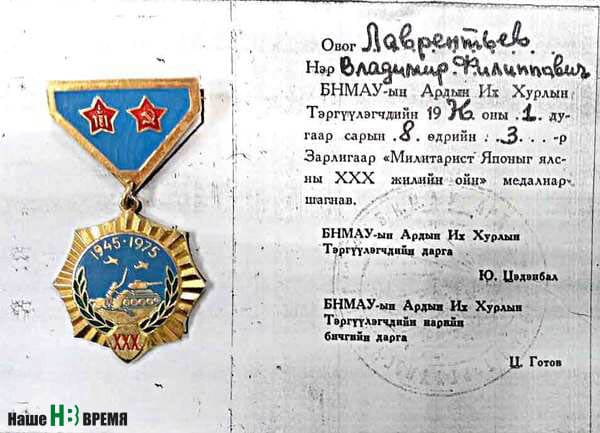 1945·1975
XXX
Овог Лаврентьев
Нэр Владимир Филиппович
БНМАУ-ын Ардын Их Хурлын
Тэргүүлэгчдийн 1976 оны .1. ду-
гаар сарын .8. өдрийн .3. -р
Зарлигаар «Милитарист Японыг ялс-
ны XXX жилийн ойн» медалиар
шагнав.
БНМАУ-ын Ардын Их Хурлын
Тэргүүлэгчдийн дарга
Ю. Цэдэнбал
БНМАУ-ын Ардын Их Хурлын
Тэргүүлэгчдийн нарийн
бичгийн дарга
Ц. Готов
Наше НВ ВРЕМЯ